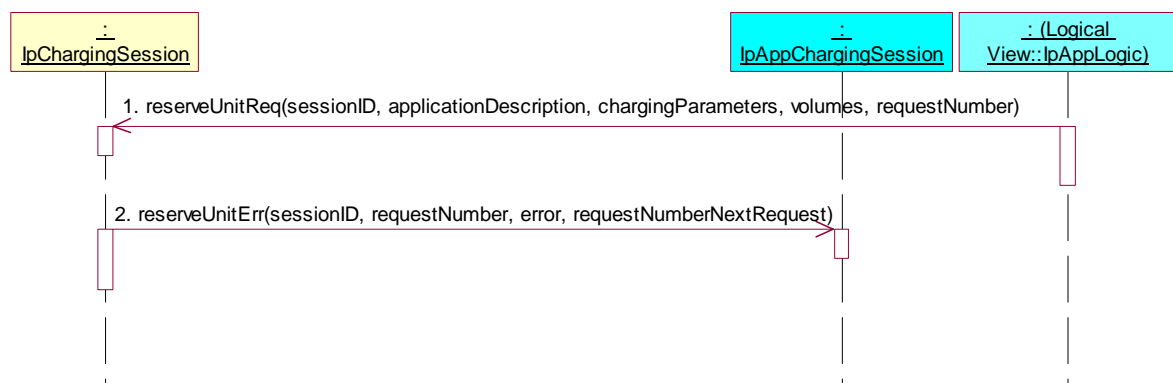 :
IpChargingSession
:
IpAppChargingSession
: (Logical
View::IpAppLogic)
1. reserveUnitReq(sessionID, applicationDescription, chargingParameters, volumes, requestNumber)
2. reserveUnitErr(sessionID, requestNumber, error, requestNumberNextRequest)